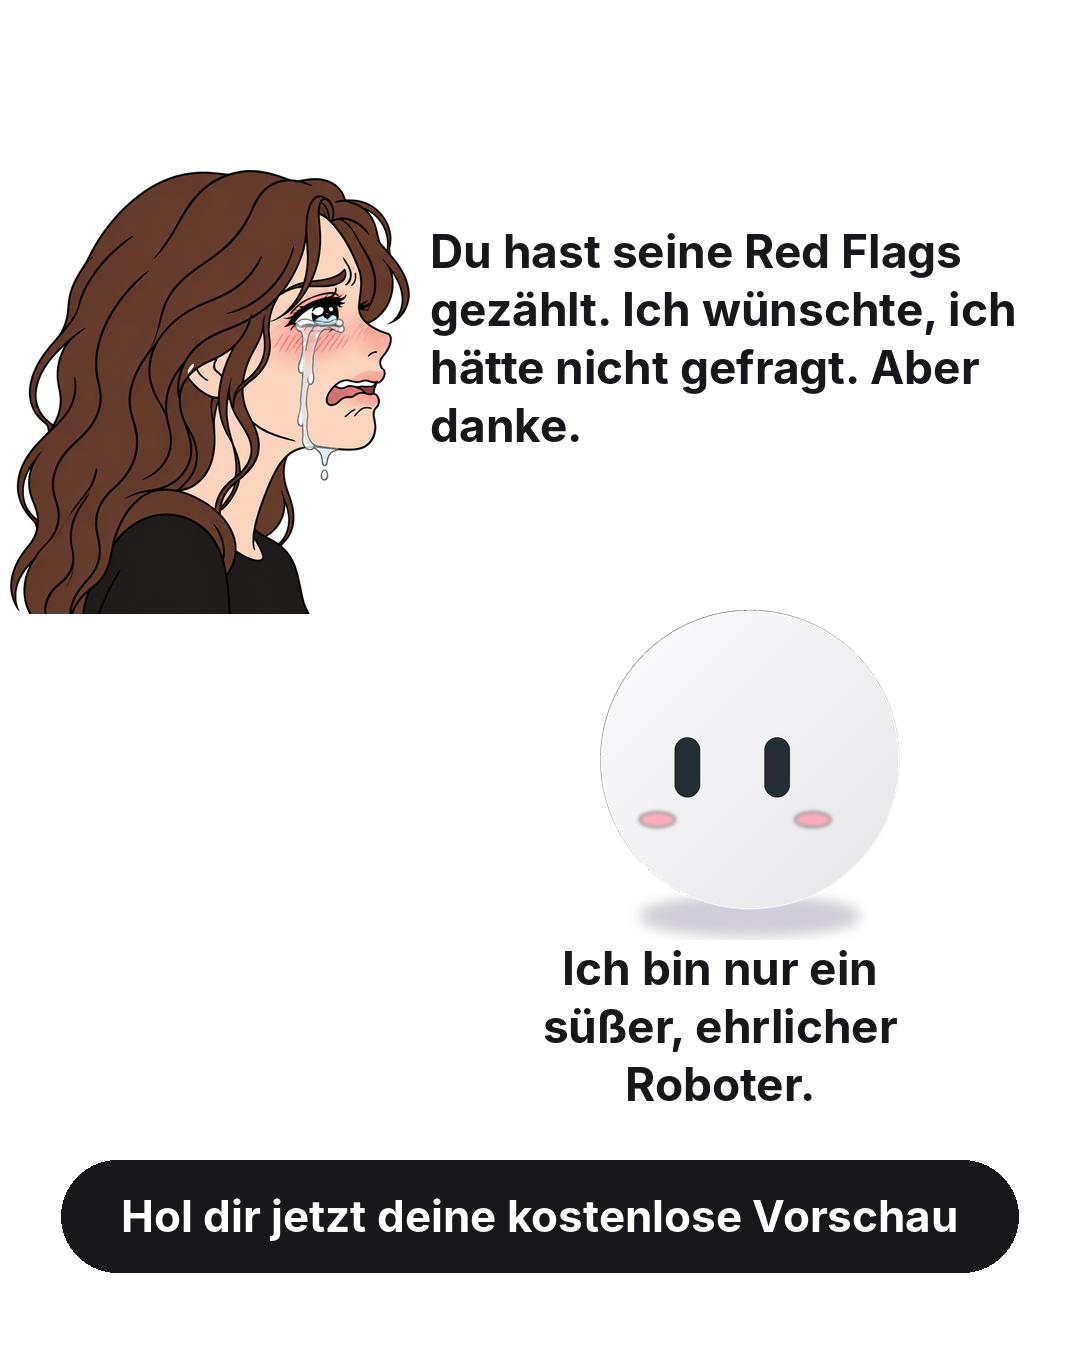 Du hast seine Red Flags
gezählt. Ich wünschte, ich
hätte nicht gefragt. Aber
danke.
Ich bin nur ein
süßer, ehrlicher
Roboter.
Hol dir jetzt deine kostenlose Vorschau